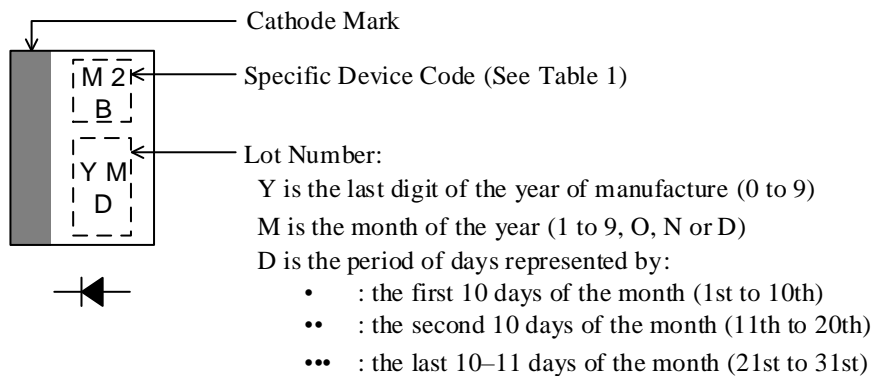 Cathode Mark
M 2
B
Specific Device Code (See Table 1)
Y M
D
Lot Number:
Y is the last digit of the year of manufacture (0 to 9)
M is the month of the year (1 to 9, O, N or D)
D is the period of days represented by:
• : the first 10 days of the month (1st to 10th)
•• : the second 10 days of the month (11th to 20th)
••• : the last 10–11 days of the month (21st to 31st)